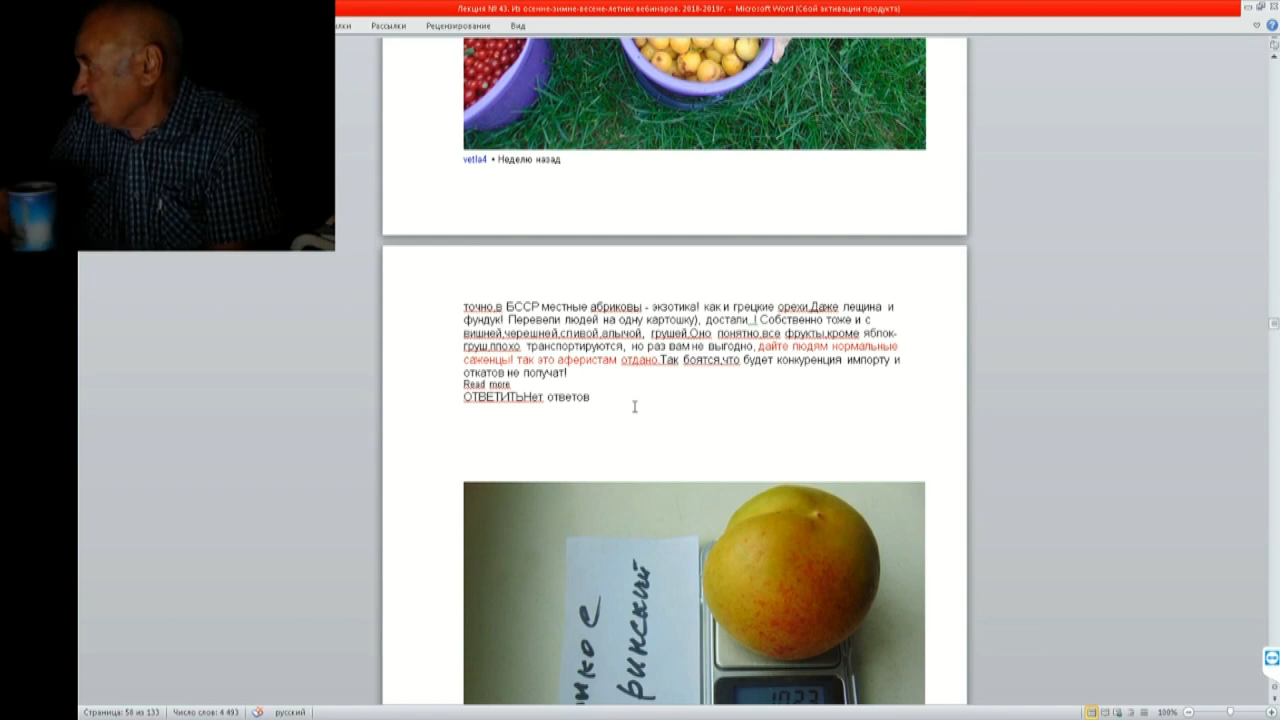 Лекция № 43. Из осенне-зимне-весене-летних вебинаров. 2018-2019г. - Microsoft Word (Сбой активации продукта)
Рассылки Рецензирование Вид
vetla4 • Неделю назад
точно,в БССР местные абриковы - экзотика! как и грецкие орехи.Даже лещина и
фундук! Перевели людей на одну картошку), достали...! Собственно тоже и с
вишней,черешней,сливой,алычой, грушей.Оно понятно,все фрукты,кроме яблок-
груш,плохо транспортируются, но раз вам не выгодно, дайте людям нормальные
саженцы! так это аферистам отдано.Так боятся,что будет конкуренция импорту и
откатов не получат!
Read more
ОТВЕТИТЬНет ответов
1023
Страница: 58 из 133 Число слов: 4 493 русский 100%